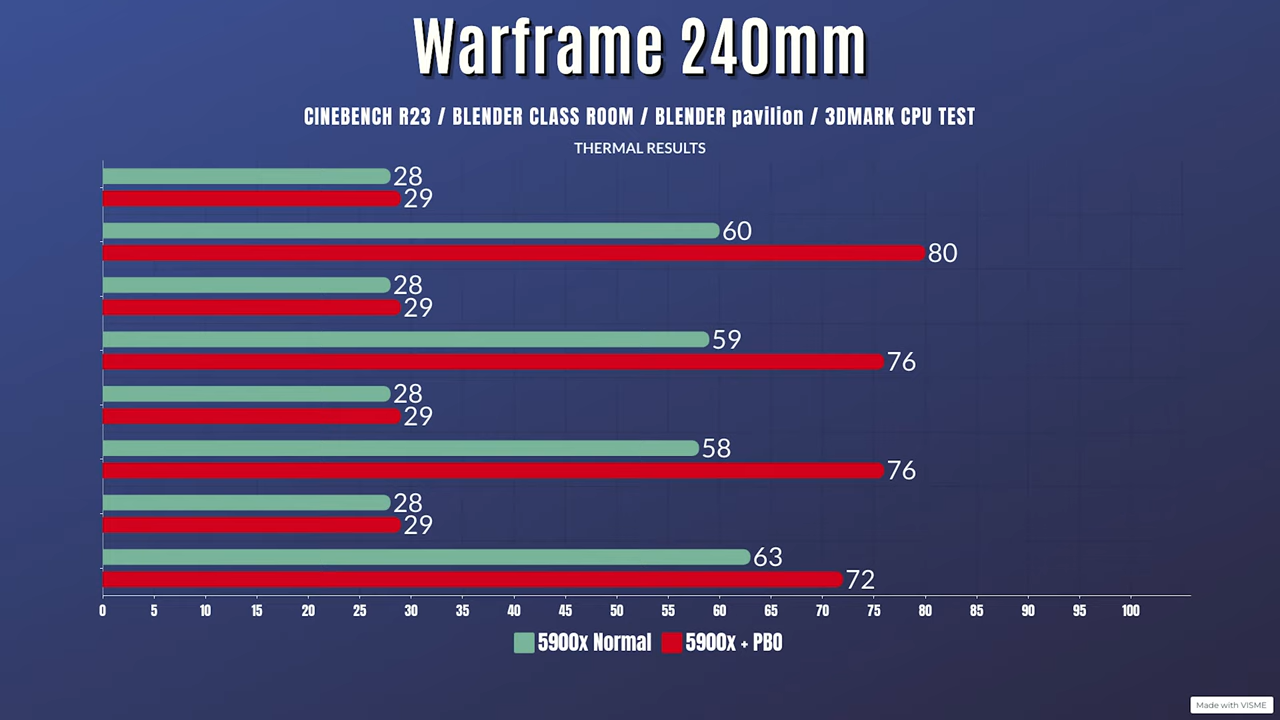 Warframe 240mm
CINEBENCH R23 / BLENDER CLASS ROOM / BLENDER pavilion / 3DMARK CPU TEST
THERMAL RESULTS
28
29
60
80
28
29
59
76
28
29
58
76
28
29
63
72
0 5 10 15 20 25 30 35 40 45 50 55 60 65 70 75 80 85 90 95 100
5900x Normal 5900x + PBO
Made with VISME